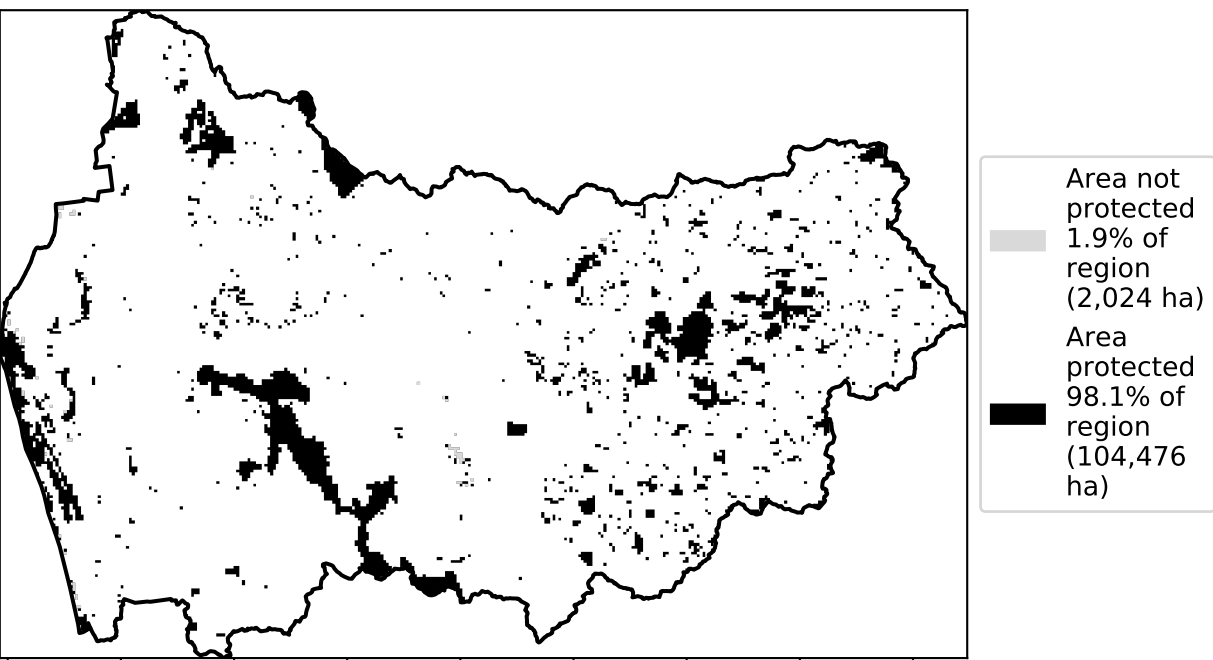 Area not
protected
1.9% of
region
(2,024 ha)
Area
protected
98.1% of
region
(104,476
ha)